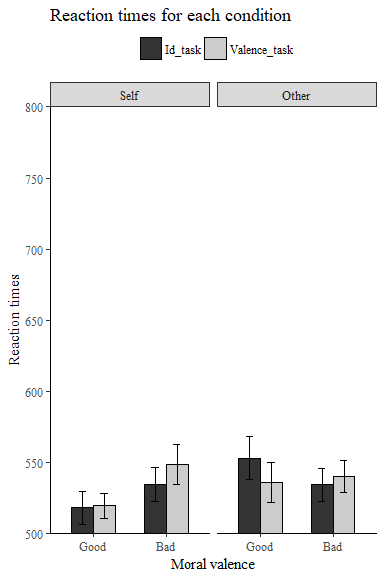 Reaction times for each condition
Id_task Valence_task
Self Other
800
750
700
650
600
550
500
Reaction times
Good Bad Good Bad
Moral valence